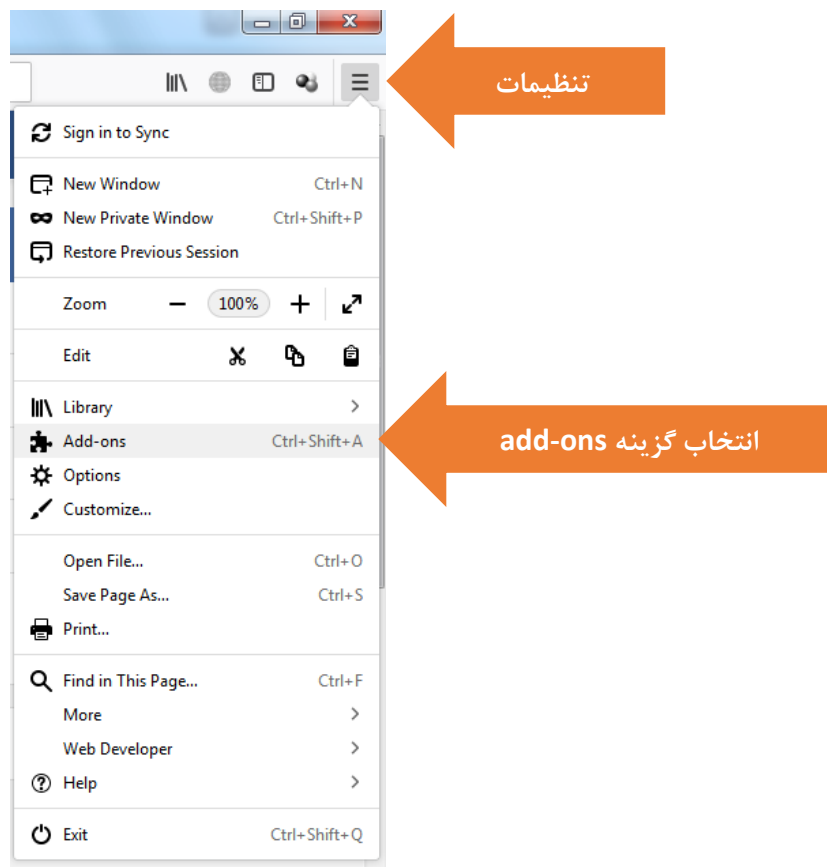 تنظیمات
Sign in to Sync
New Window Ctrl+N
New Private Window Ctrl+Shift+P
Restore Previous Session
Zoom 100%
Edit
Library
Add-ons Ctrl+Shift+A
انتخاب گزینه add-ons
Options
Customize...
Open File... Ctrl+O
Save Page As... Ctrl+S
Print...
Find in This Page... Ctrl+F
More
Web Developer
Help
Exit Ctrl+Shift+Q